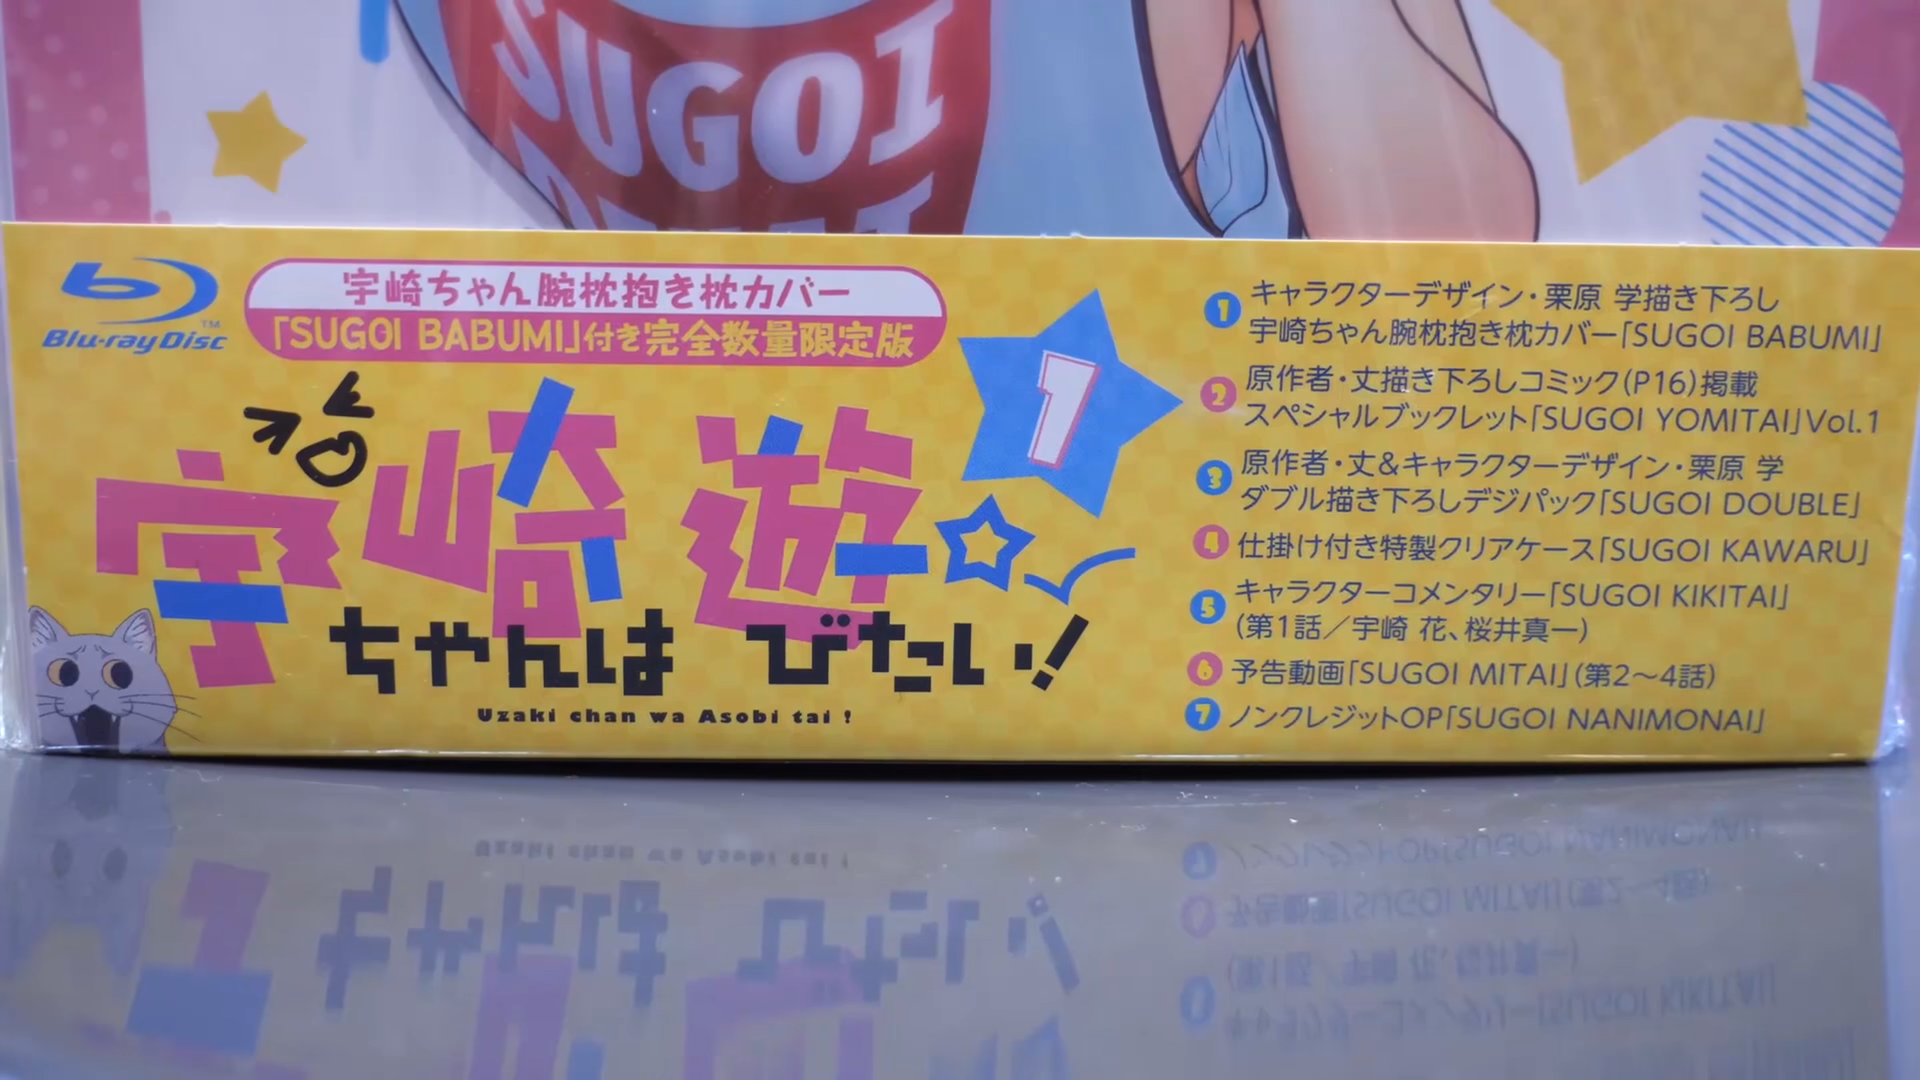 SUGOI
Blu-ray Disc™
宇崎ちゃん腕枕抱き枕カバー
「SUGOI BABUMI」付き完全数量限定版
1
宇崎ちゃんは遊びたい!
Uzaki chan wa Asobi tai !
1 キャラクターデザイン・栗原 学描き下ろし
宇崎ちゃん腕枕抱き枕カバー「SUGOI BABUMI」
2 原作者・丈描き下ろしコミック(P16)掲載
スペシャルブックレット「SUGOI YOMITAI」Vol.1
3 原作者・丈&キャラクターデザイン・栗原 学
ダブル描き下ろしデジパック「SUGOI DOUBLE」
4 仕掛け付き特製クリアケース「SUGOI KAWARU」
5 キャラクターコメンタリー「SUGOI KIKITAI」
(第1話/宇崎 花、桜井真一)
6 予告動画「SUGOI MITAI」(第2〜4話)
7 ノンクレジットOP「SUGOI NANIMONAI」